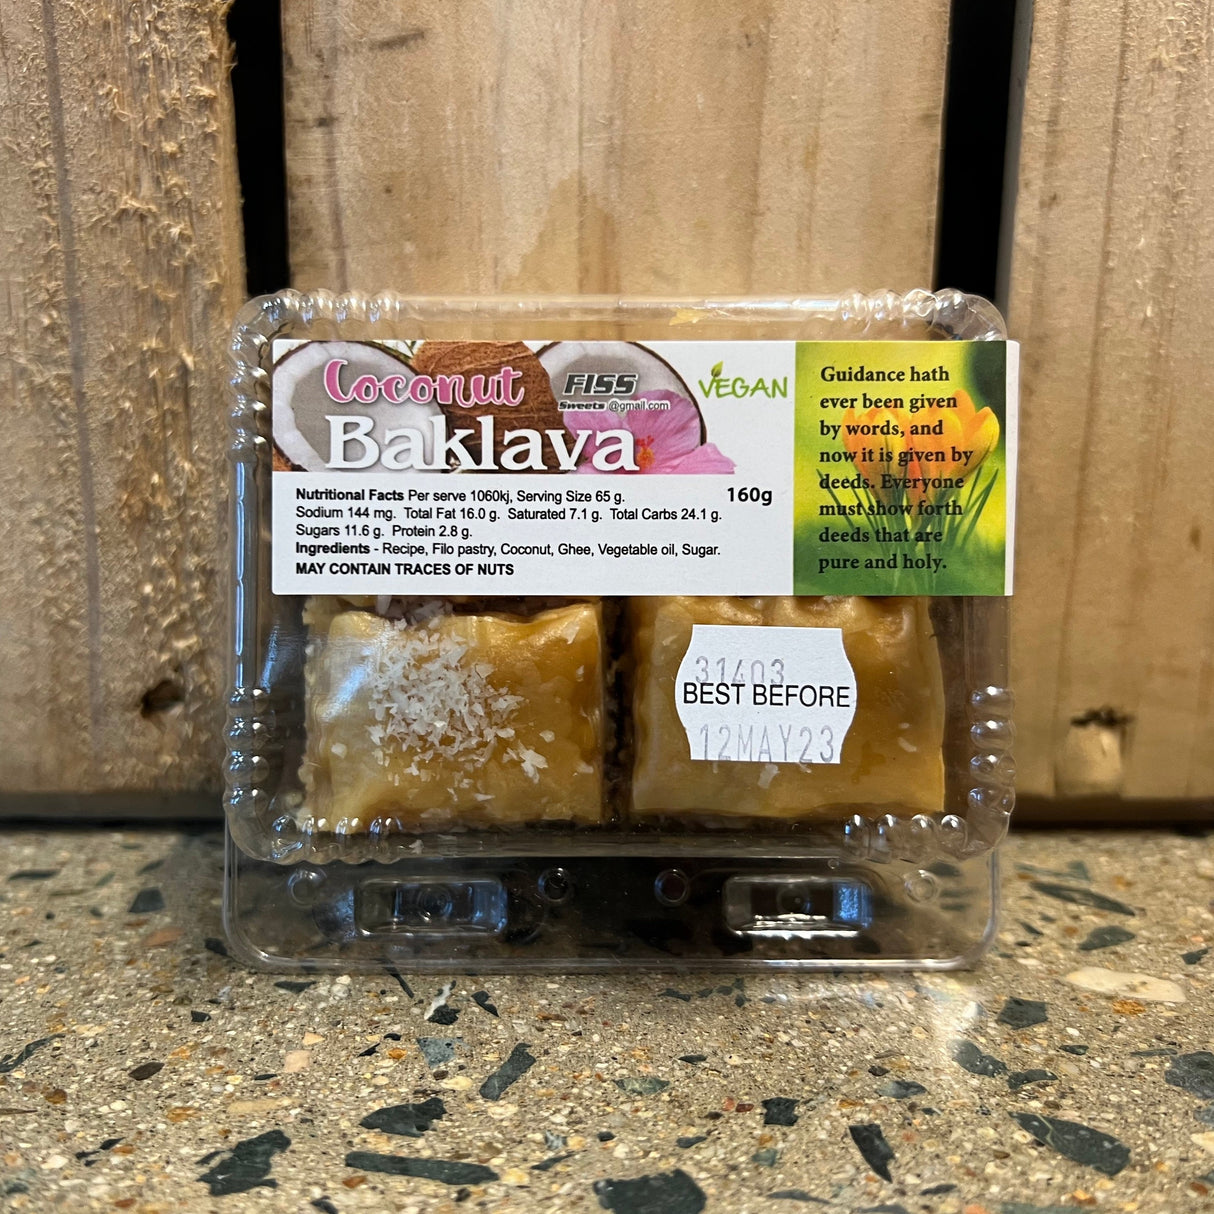 Coconut
Baklava
FISS
Sweets @gmail.com
VEGAN
Nutritional Facts Per serve 1060kj, Serving Size 65 g.
Sodium 144 mg. Total Fat 16.0 g. Saturated 7.1 g. Total Carbs 24.1 g.
Sugars 11.6 g. Protein 2.8 g.
Ingredients - Recipe, Filo pastry, Coconut, Ghee, Vegetable oil, Sugar.
MAY CONTAIN TRACES OF NUTS
160g
Guidance hath
ever been given
by words, and
now it is given by
deeds. Everyone
must show forth
deeds that are
pure and holy.
31403
BEST BEFORE
12MAY23